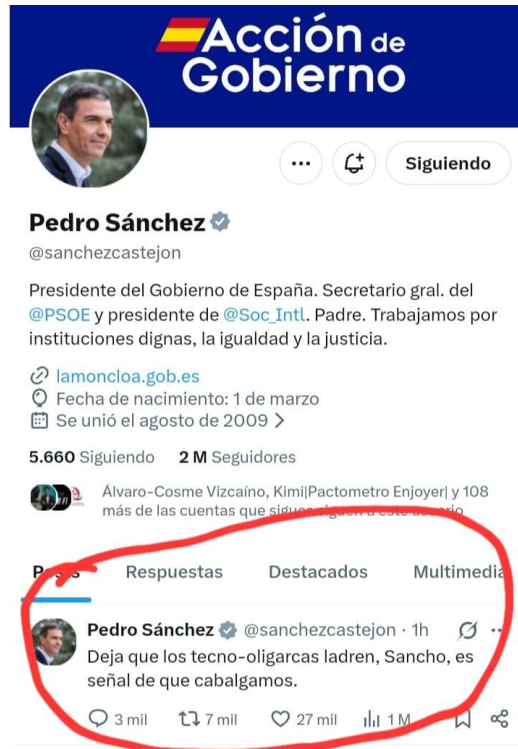 Acción de
Gobierno
Siguiendo
Pedro Sánchez
@sanchezcastejon
Presidente del Gobierno de España. Secretario gral. del
@PSOE y presidente de @Soc_Intl. Padre. Trabajamos por
instituciones dignas, la igualdad y la justicia.
lamoncloa.gob.es
Fecha de nacimiento: 1 de marzo
Se unió el agosto de 2009
5.660 Siguiendo 2 M Seguidores
Álvaro-Cosme Vizcaíno, Kimi|Pactometro Enjoyer| y 108
más de las cuentas que sigues siguen a este usuario
Posts Respuestas Destacados Multimedia
Pedro Sánchez @sanchezcastejon · 1h
Deja que los tecno-oligarcas ladren, Sancho, es
señal de que cabalgamos.
3 mil 7 mil 27 mil 1 M